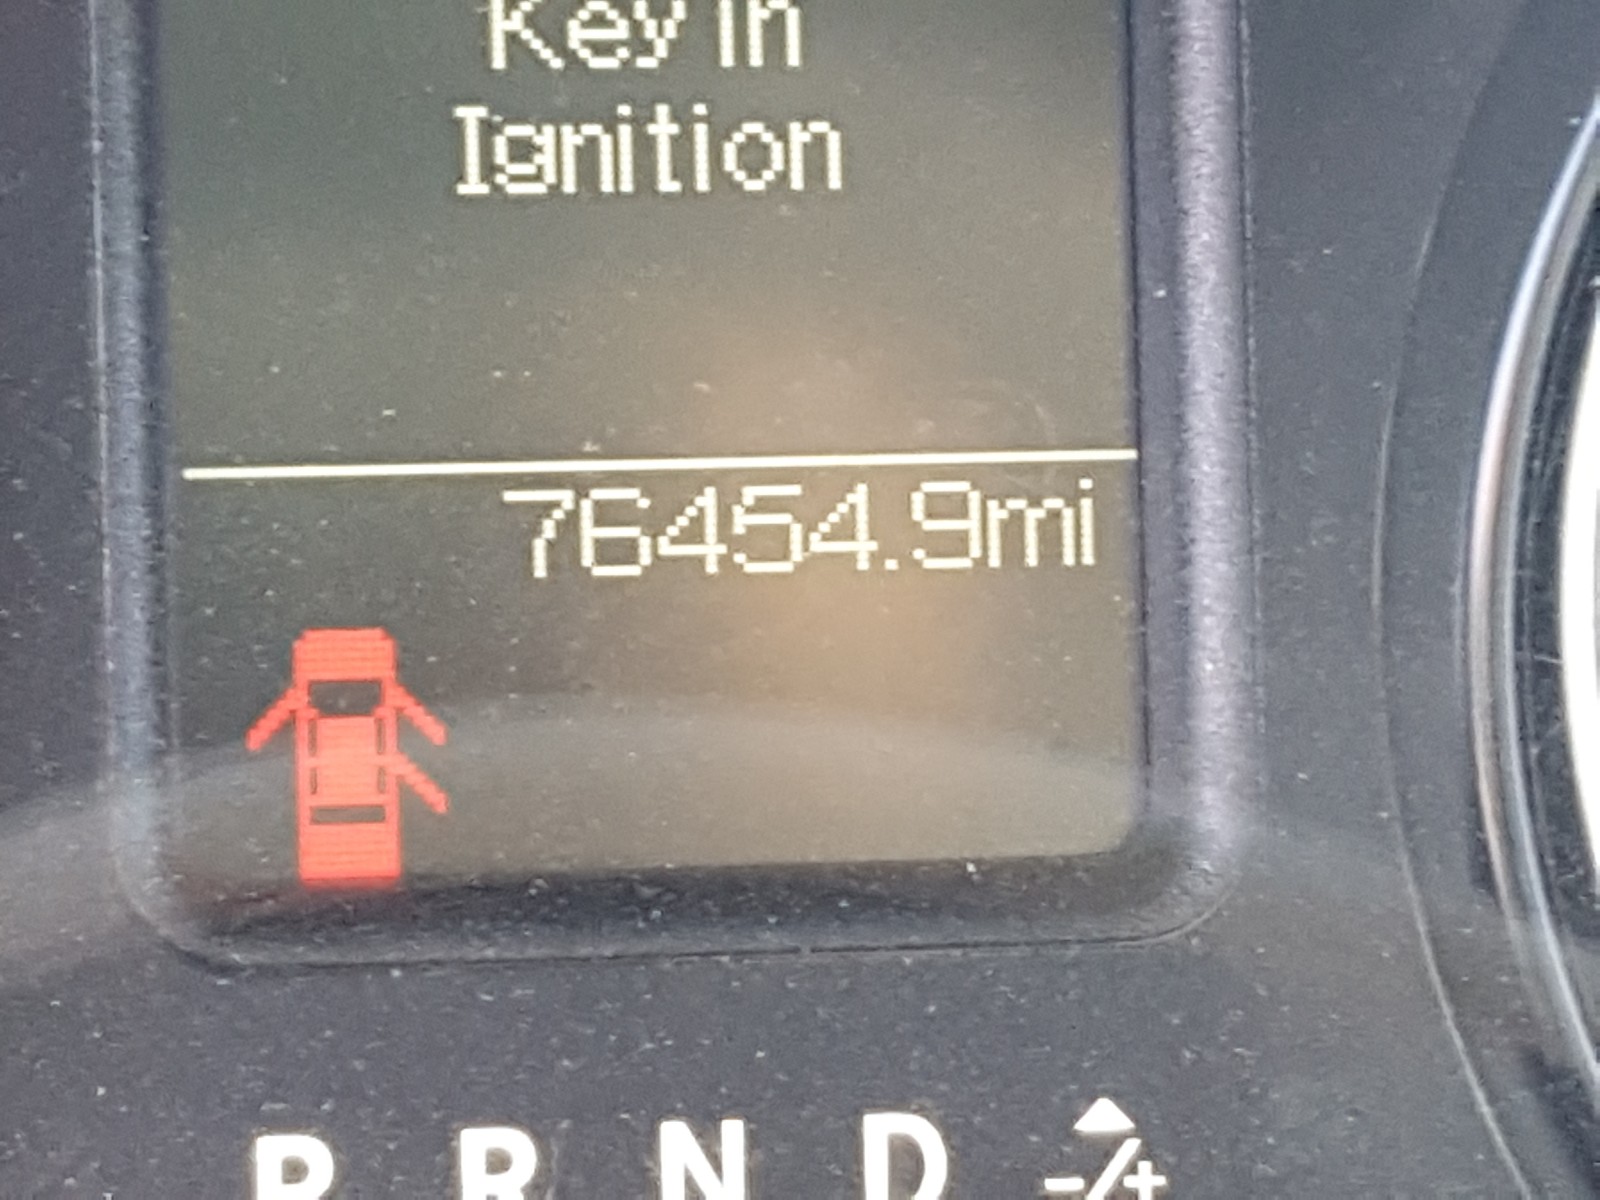 Key in
Ignition
76454.9mi
P R N D -/+